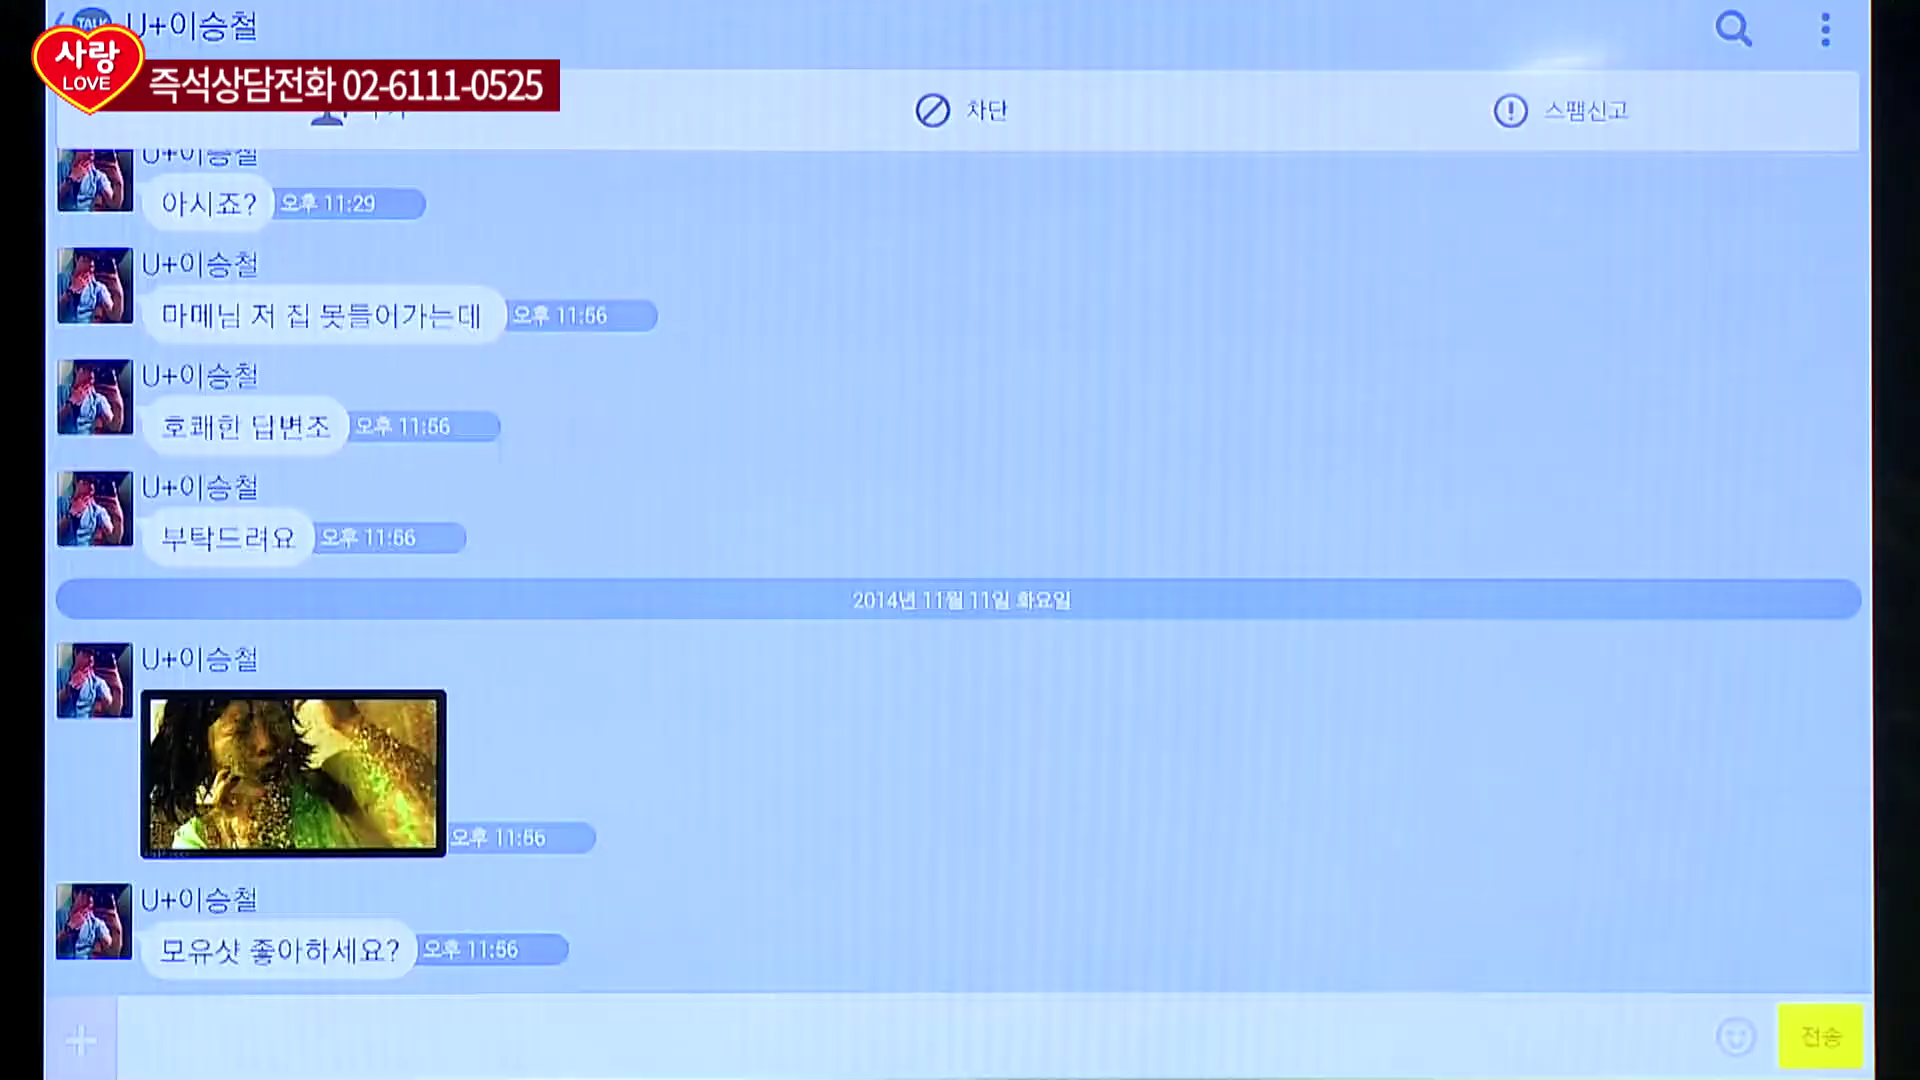 TALK
U+이승철
사랑
LOVE
즉석상담전화 02-6111-0525
차단
스팸신고
U+이승철
아시죠?
오후 11:29
U+이승철
마메님 저 집 못들어가는데
오후 11:56
U+이승철
호쾌한 답변조
오후 11:56
U+이승철
부탁드려요
오후 11:56
2014년 11월 11일 화요일
U+이승철
오후 11:56
U+이승철
모유샷 좋아하세요?
오후 11:56
전송